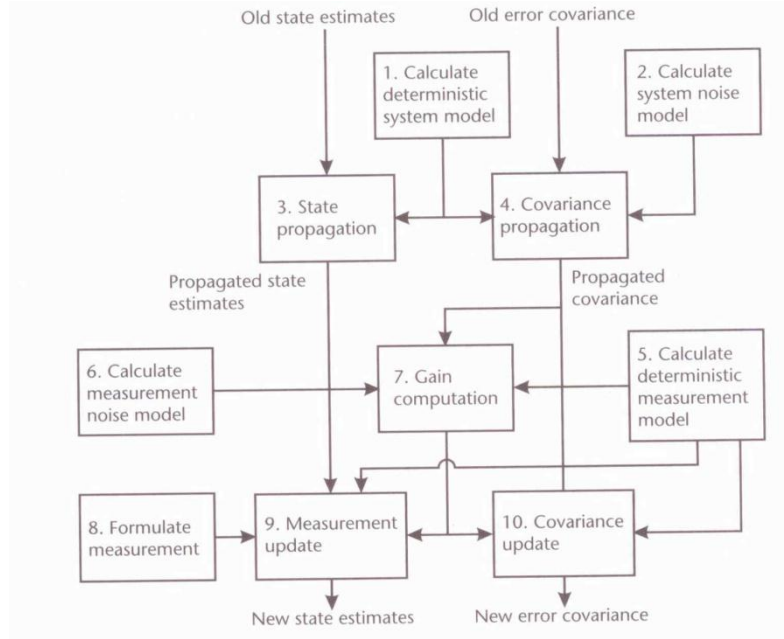 Old state estimates
Old error covariance
1. Calculate
deterministic
system model
2. Calculate
system noise
model
3. State
propagation
4. Covariance
propagation
Propagated state
estimates
Propagated
covariance
6. Calculate
measurement
noise model
7. Gain
computation
5. Calculate
deterministic
measurement
model
8. Formulate
measurement
9. Measurement
update
10. Covariance
update
New state estimates
New error covariance